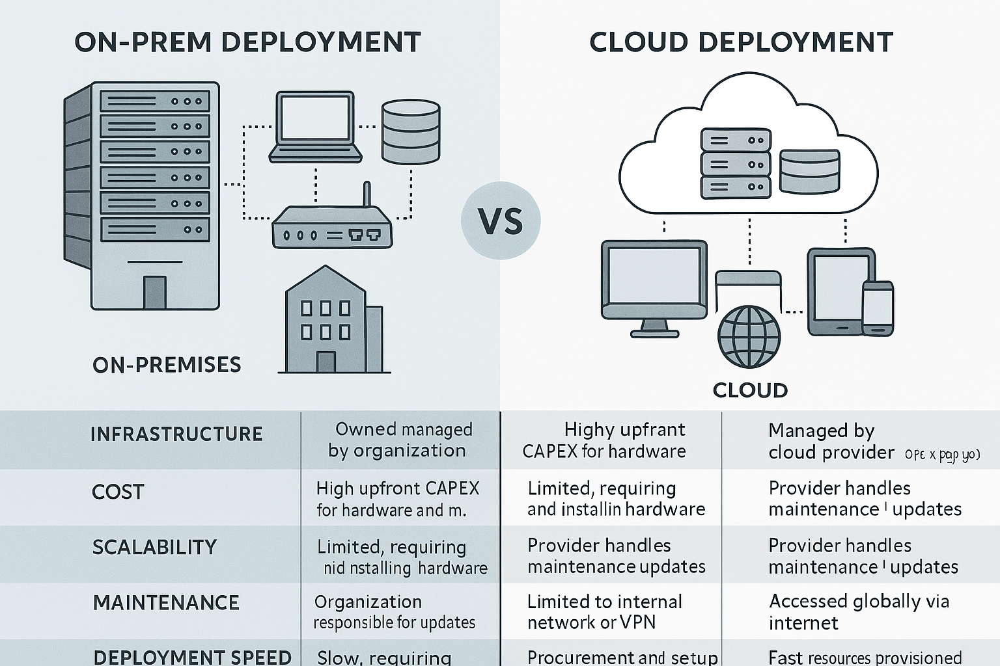 ON-PREM DEPLOYMENT
CLOUD DEPLOYMENT
VS
ON-PREMISES
CLOUD
INFRASTRUCTURE
Owned managed
by organization
Highy upfrant
CAPEX for hardware
Managed by
cloud provider
COST
High upfront CAPEX
for hardware and m.
Limited, requiring
and installin hardware
Provider handles
maintenance ' updates
SCALABILITY
Limited, requiring
nid nstalling hardware
Provider handles
maintenance updates
Provider handles
maintenance ' updates
MAINTENANCE
Organization
responsible for updates
Limited to internal
network or VPN
Accessed globally via
internet
DEPLOYMENT SPEED
Slow, requiring
Procurement and setup
Fast resources provisioned